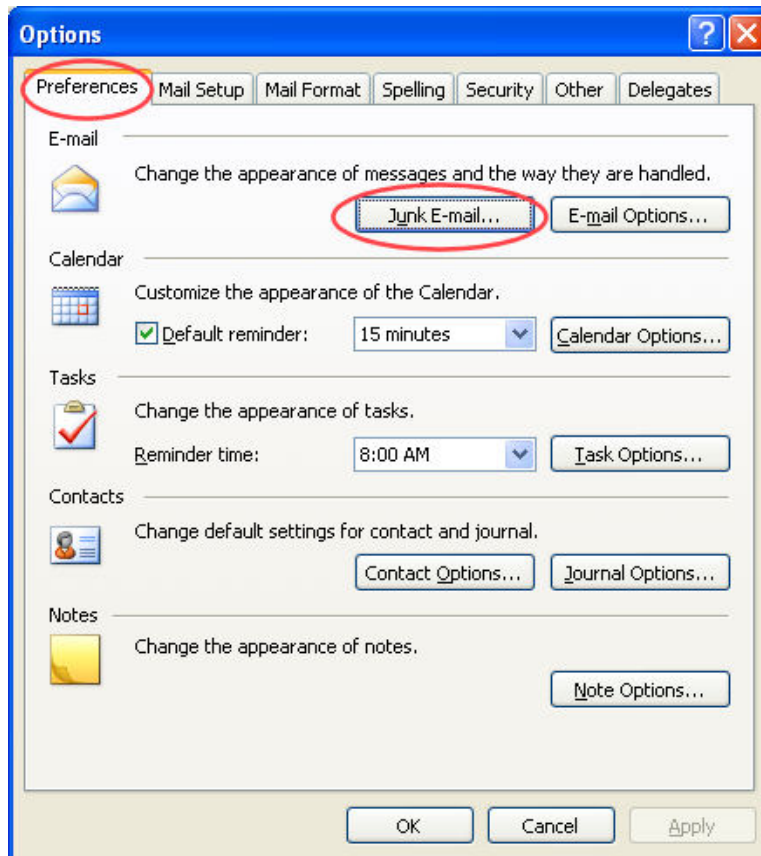 Options
Preferences Mail Setup Mail Format Spelling Security Other Delegates
E-mail
Change the appearance of messages and the way they are handled.
Junk E-mail... E-mail Options...
Calendar
Customize the appearance of the Calendar.
Default reminder: 15 minutes Calendar Options...
Tasks
Change the appearance of tasks.
Reminder time: 8:00 AM Task Options...
Contacts
Change default settings for contact and journal.
Contact Options... Journal Options...
Notes
Change the appearance of notes.
Note Options...
OK Cancel Apply